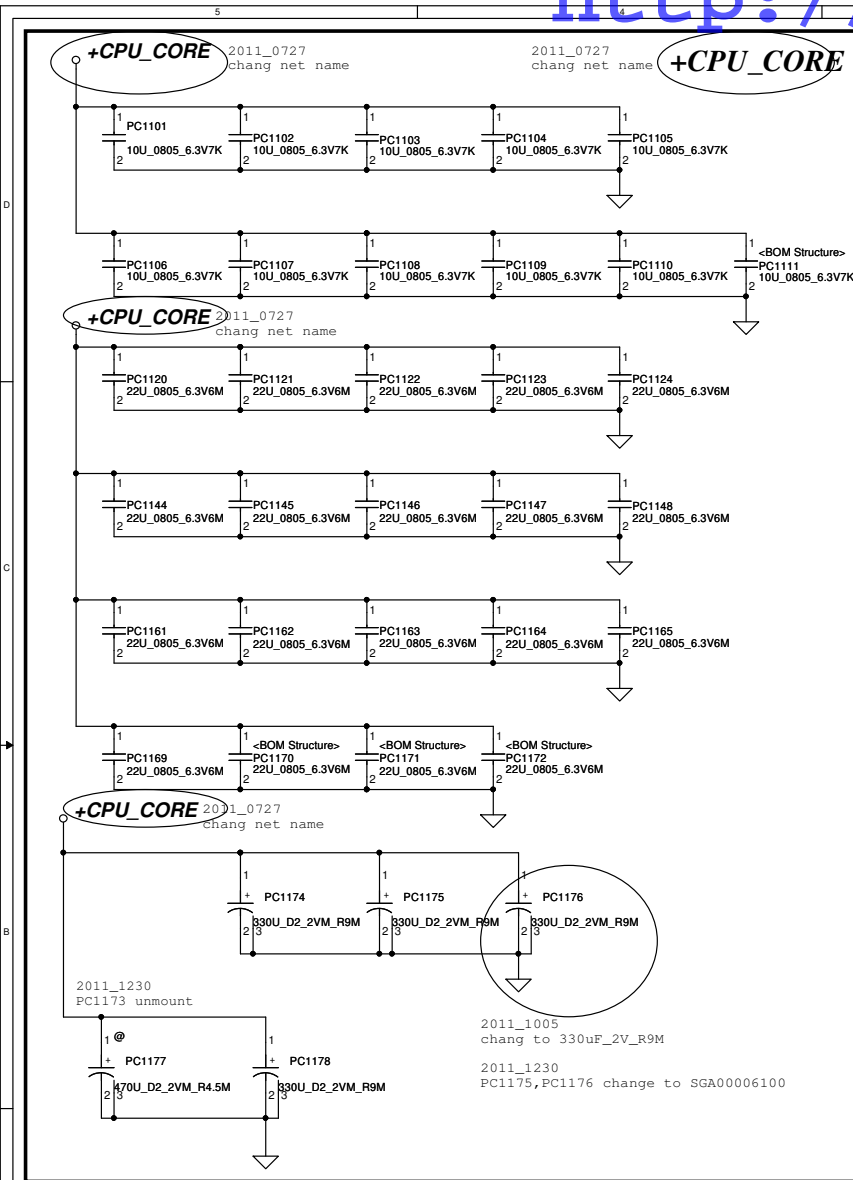 5
4
http://
+CPU_CORE
2011_0727
chang net name
2011_0727
chang net name
+CPU_CORE
1 1 1 1 1
PC1101 PC1102 PC1103 PC1104 PC1105
10U_0805_6.3V7K 10U_0805_6.3V7K 10U_0805_6.3V7K 10U_0805_6.3V7K 10U_0805_6.3V7K
2 2 2 2 2
D
1 1 1 1 1 1
<BOM Structure>
PC1106 PC1107 PC1108 PC1109 PC1110 PC1111
10U_0805_6.3V7K 10U_0805_6.3V7K 10U_0805_6.3V7K 10U_0805_6.3V7K 10U_0805_6.3V7K 10U_0805_6.3V7K
2 2 2 2 2 2
+CPU_CORE
2011_0727
chang net name
1 1 1 1 1
PC1120 PC1121 PC1122 PC1123 PC1124
22U_0805_6.3V6M 22U_0805_6.3V6M 22U_0805_6.3V6M 22U_0805_6.3V6M 22U_0805_6.3V6M
2 2 2 2 2
1 1 1 1 1
PC1144 PC1145 PC1146 PC1147 PC1148
22U_0805_6.3V6M 22U_0805_6.3V6M 22U_0805_6.3V6M 22U_0805_6.3V6M 22U_0805_6.3V6M
2 2 2 2 2
C
1 1 1 1 1
PC1161 PC1162 PC1163 PC1164 PC1165
22U_0805_6.3V6M 22U_0805_6.3V6M 22U_0805_6.3V6M 22U_0805_6.3V6M 22U_0805_6.3V6M
2 2 2 2 2
1 1 1 1
<BOM Structure> <BOM Structure> <BOM Structure>
PC1169 PC1170 PC1171 PC1172
22U_0805_6.3V6M 22U_0805_6.3V6M 22U_0805_6.3V6M 22U_0805_6.3V6M
2 2 2 2
+CPU_CORE
2011_0727
chang net name
1 1 1
+ PC1174 + PC1175 + PC1176
330U_D2_2VM_R9M 330U_D2_2VM_R9M 330U_D2_2VM_R9M
2 3 2 3 2 3
B
2011_1230
PC1173 unmount
2011_1005
chang to 330uF_2V_R9M
2011_1230
PC1175,PC1176 change to SGA00006100
1 @ 1
+ PC1177 + PC1178
470U_D2_2VM_R4.5M 330U_D2_2VM_R9M
2 3 2 3